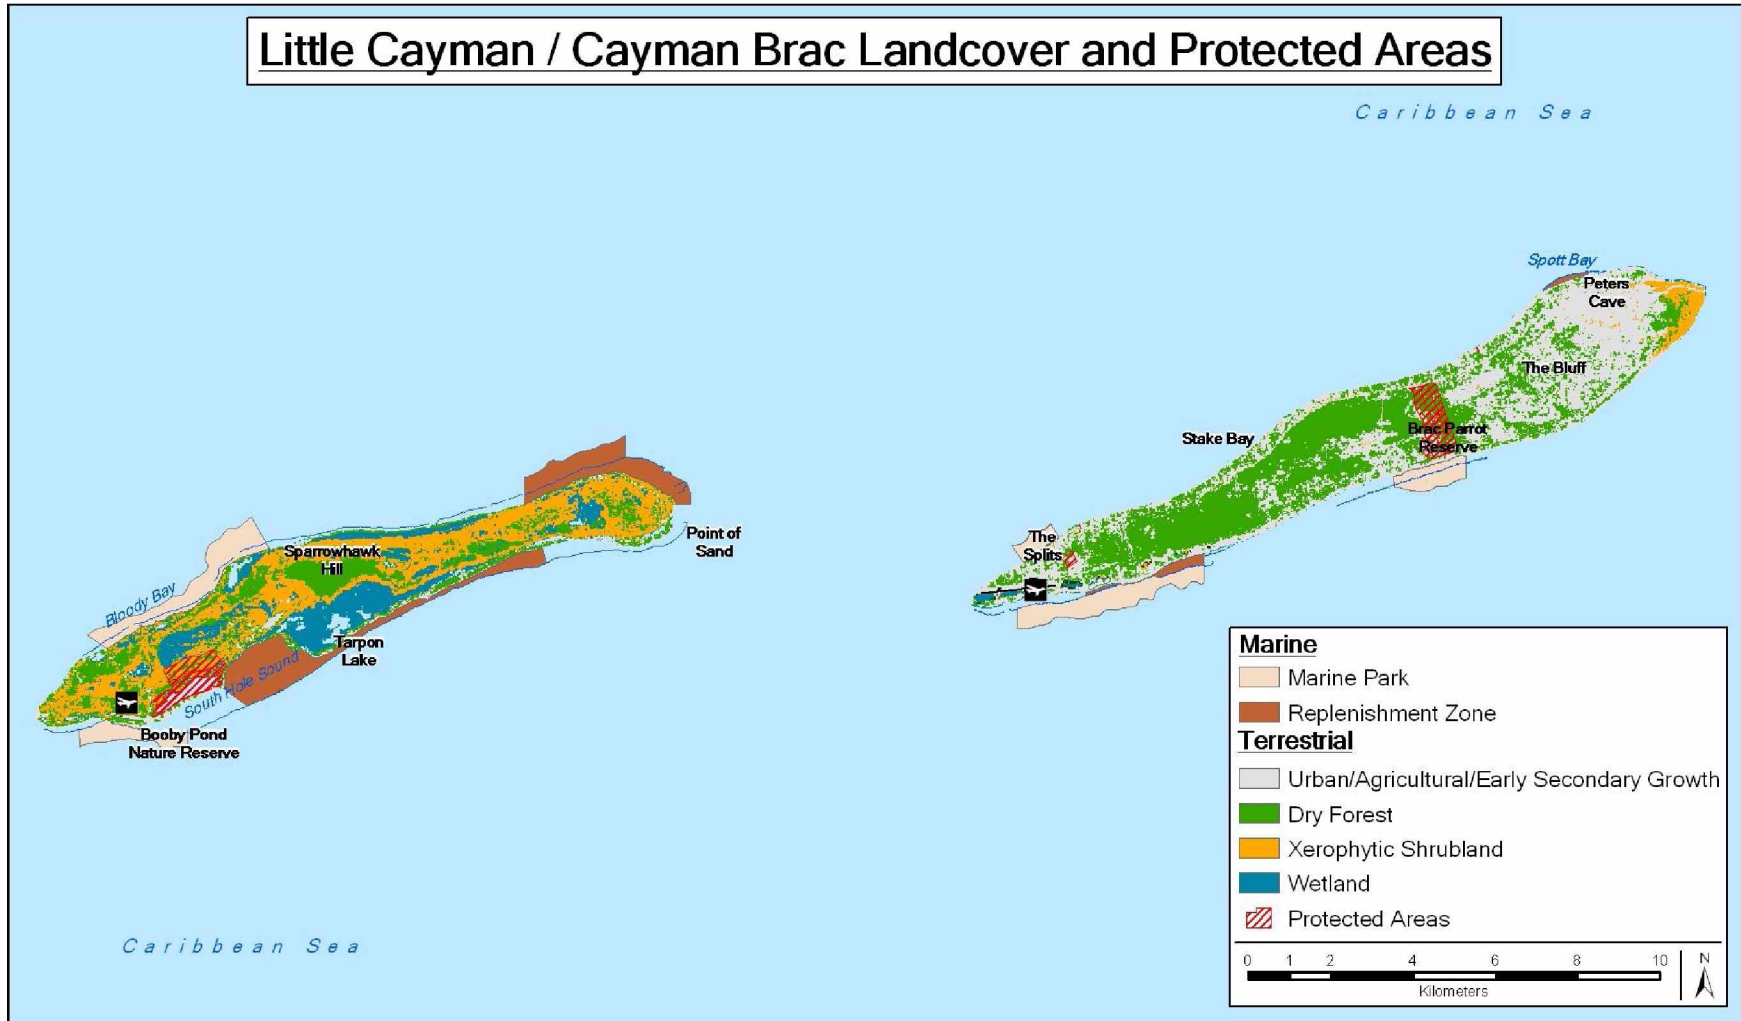 Little Cayman / Cayman Brac Landcover and Protected Areas
Caribbean Sea
Spott Bay
Peters
Cave
The Bluff
Brac Parrot
Reserve
Stake Bay
The
Splits
Point of
Sand
Sparrowhawk
Hill
Bloody Bay
Tarpon
Lake
South Hole Sound
Booby Pond
Nature Reserve
Caribbean Sea
Marine
Marine Park
Replenishment Zone
Terrestrial
Urban/Agricultural/Early Secondary Growth
Dry Forest
Xerophytic Shrubland
Wetland
Protected Areas
0 1 2 4 6 8 10
Kilometers
N